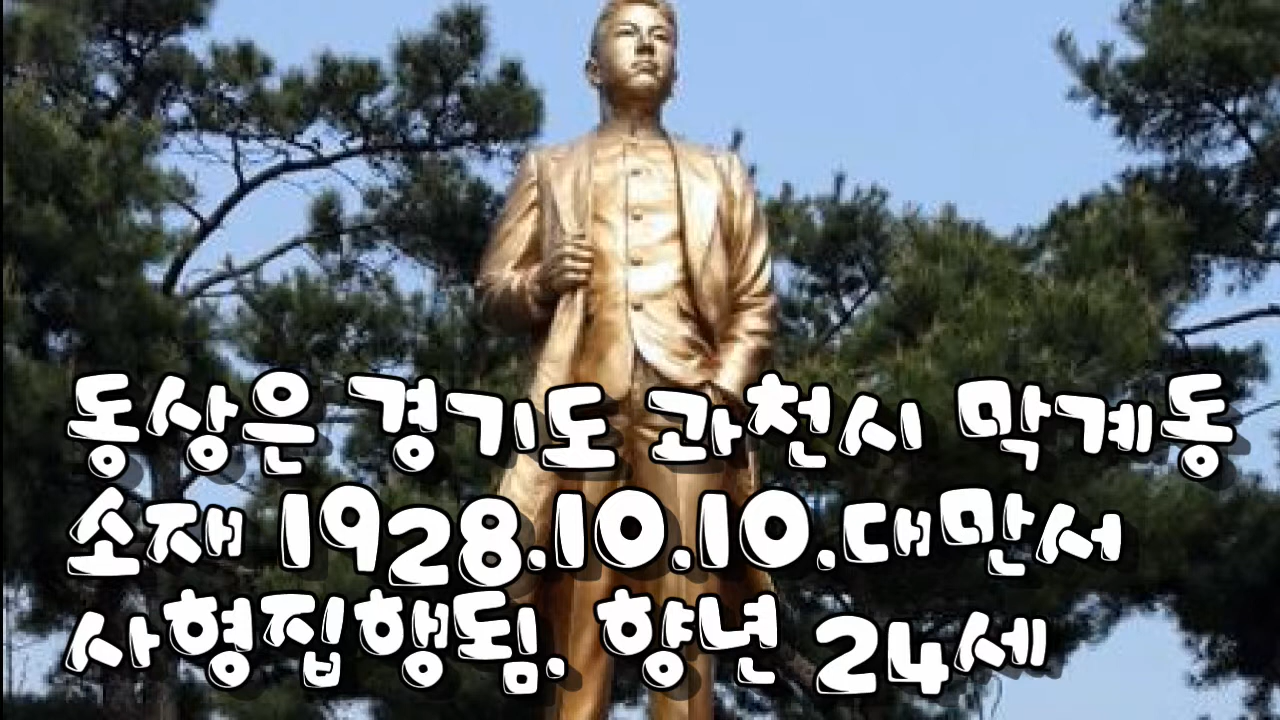 동상은 경기도 과천시 막계동
소재 1928.10.10.대만서
사형집행됨. 향년 24세